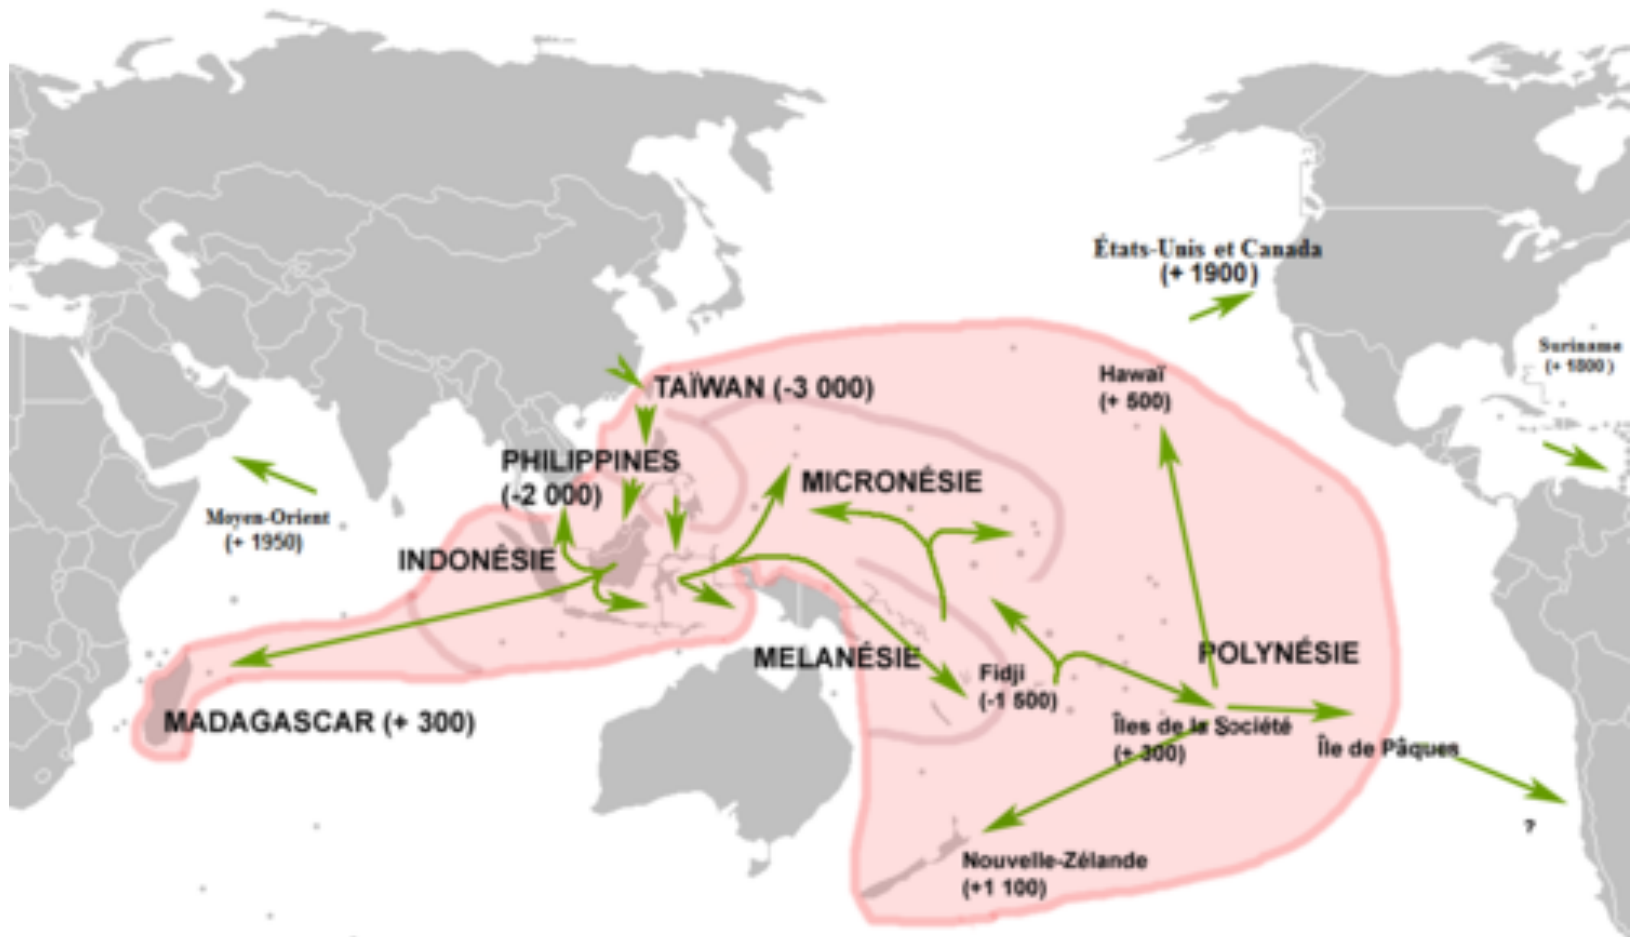 États-Unis et Canada
(+ 1900)
Suriname
(+ 1800)
Hawaï
(+ 500)
TAÏWAN (-3 000)
PHILIPPINES
(-2 000)
MICRONÉSIE
Moyen-Orient
(+ 1950)
INDONÉSIE
MELANÉSIE
POLYNÉSIE
Fidji
(-1 500)
MADAGASCAR (+ 300)
Îles de la Société
(+ 300)
Île de Pâques
?
Nouvelle-Zélande
(+1 100)